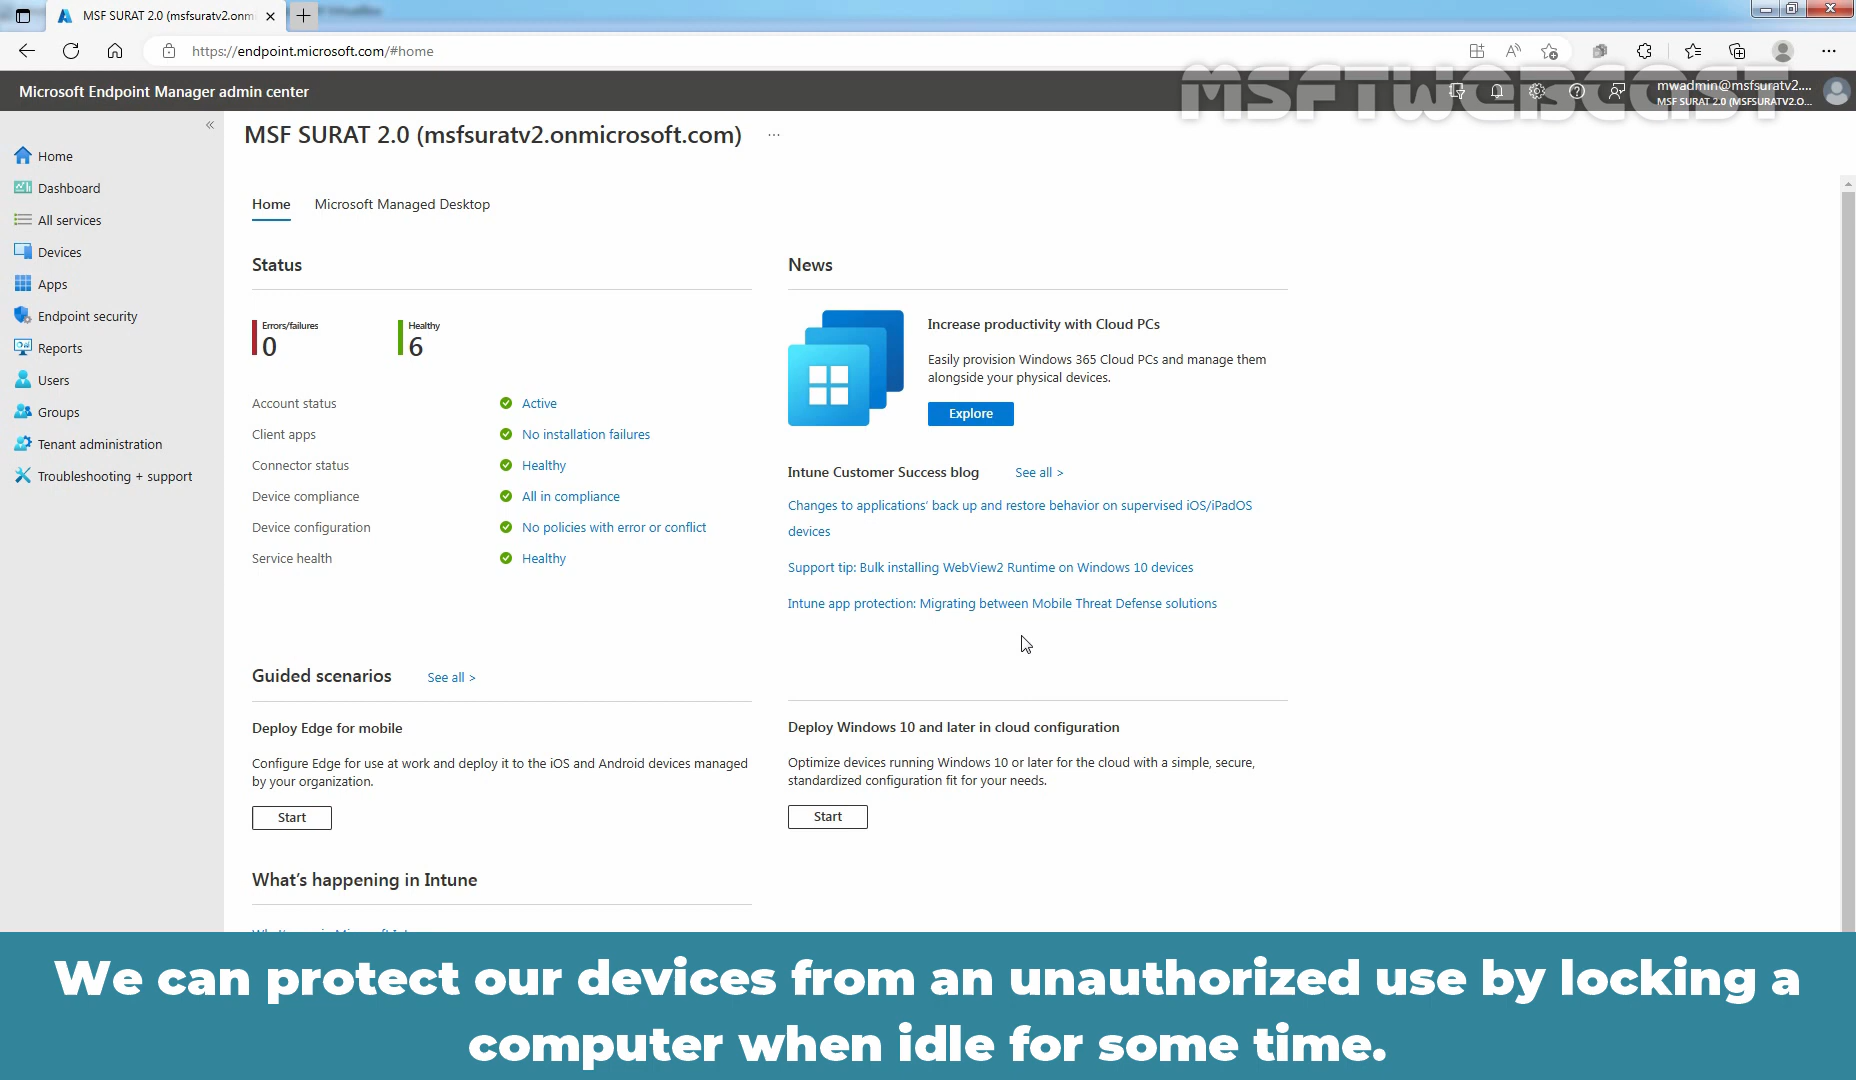 MSF SURAT 2.0 (msfsuratv2.onm
https://endpoint.microsoft.com/#home
MSFTWEBCAST
Microsoft Endpoint Manager admin center
mwadmin@msfsuratv2....
MSF SURAT 2.0 (MSFSURATV2.O...
MSF SURAT 2.0 (msfsuratv2.onmicrosoft.com) ...
Home
Dashboard
All services
Devices
Apps
Endpoint security
Reports
Users
Groups
Tenant administration
Troubleshooting + support
Home Microsoft Managed Desktop
Status
Errors/failures
0
Healthy
6
Account status Active
Client apps No installation failures
Connector status Healthy
Device compliance All in compliance
Device configuration No policies with error or conflict
Service health Healthy
News
Increase productivity with Cloud PCs
Easily provision Windows 365 Cloud PCs and manage them
alongside your physical devices.
Explore
Intune Customer Success blog See all >
Changes to applications’ back up and restore behavior on supervised iOS/iPadOS
devices
Support tip: Bulk installing WebView2 Runtime on Windows 10 devices
Intune app protection: Migrating between Mobile Threat Defense solutions
Guided scenarios See all >
Deploy Edge for mobile
Configure Edge for use at work and deploy it to the iOS and Android devices managed
by your organization.
Start
Deploy Windows 10 and later in cloud configuration
Optimize devices running Windows 10 or later for the cloud with a simple, secure,
standardized configuration fit for your needs.
Start
What's happening in Intune
We can protect our devices from an unauthorized use by locking a
computer when idle for some time.